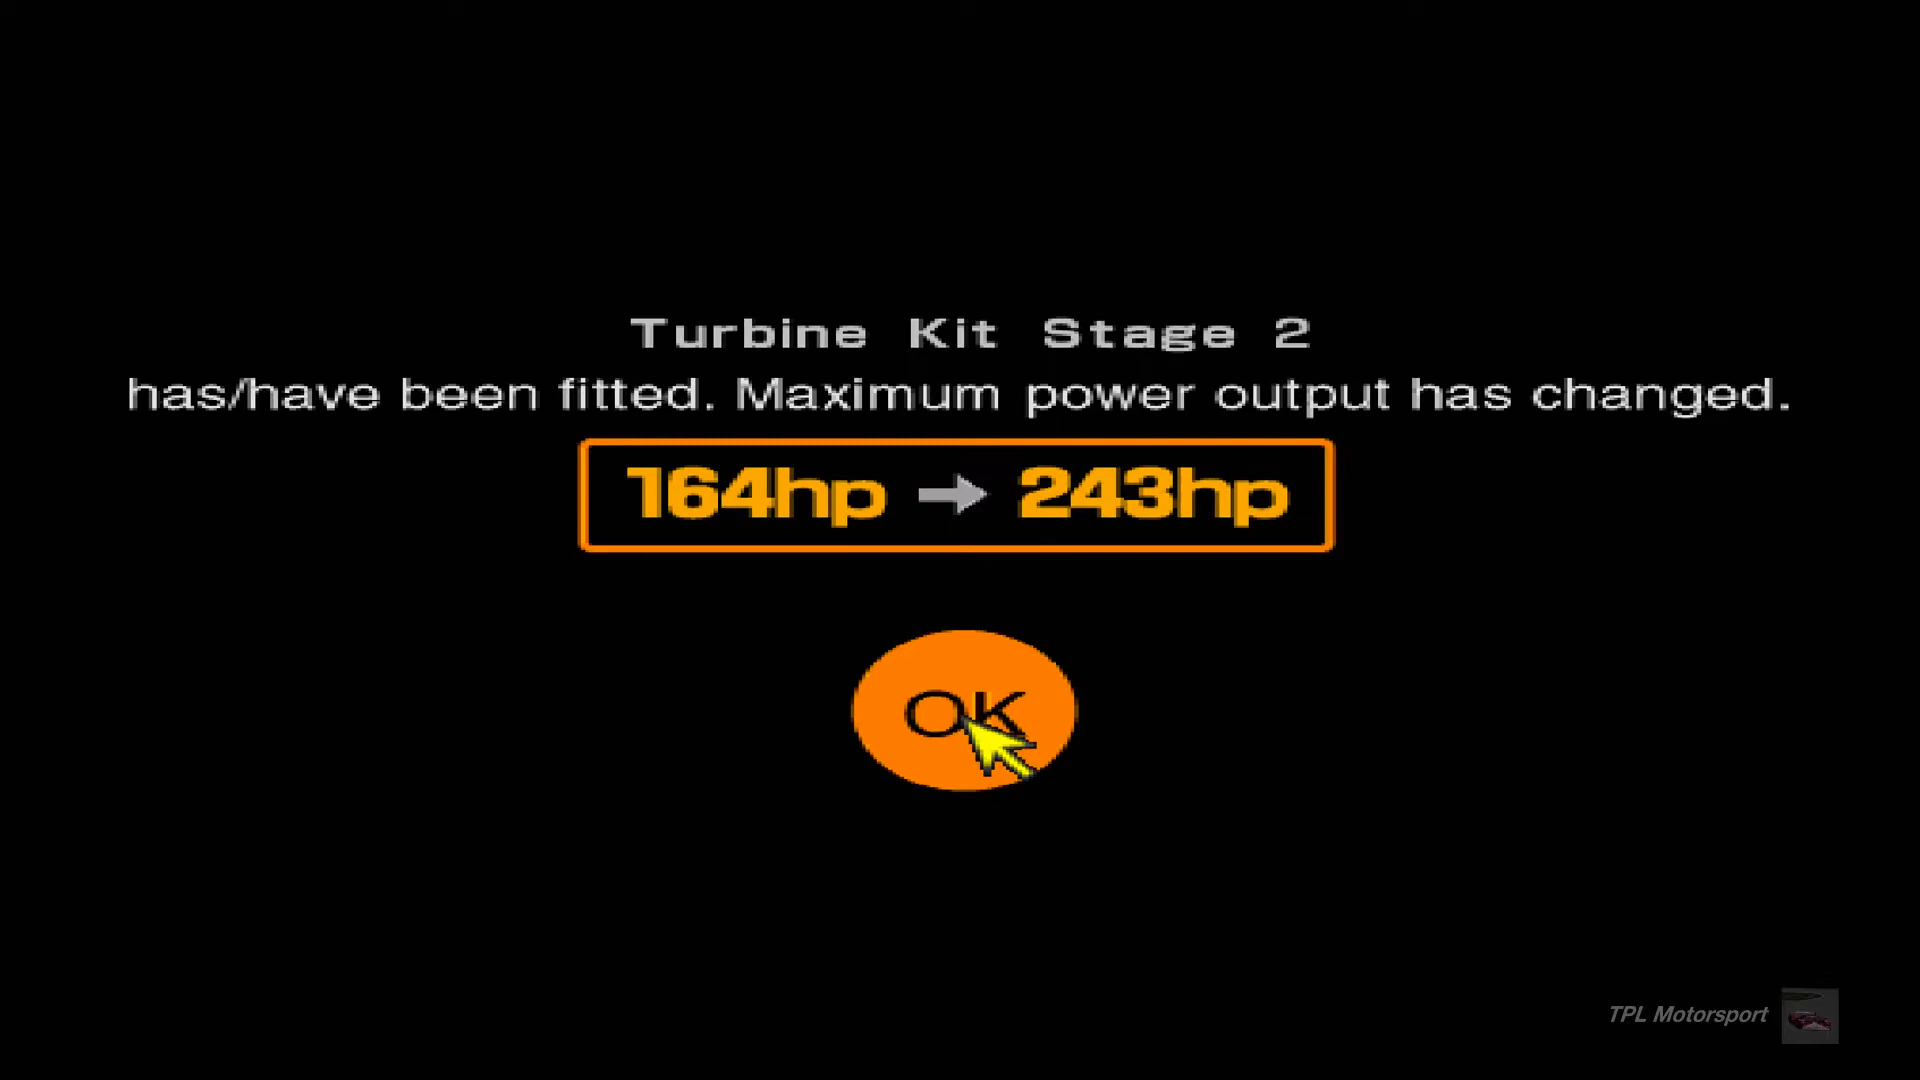 Turbine Kit Stage 2
has/have been fitted. Maximum power output has changed.
164hp → 243hp
OK
TPL Motorsport